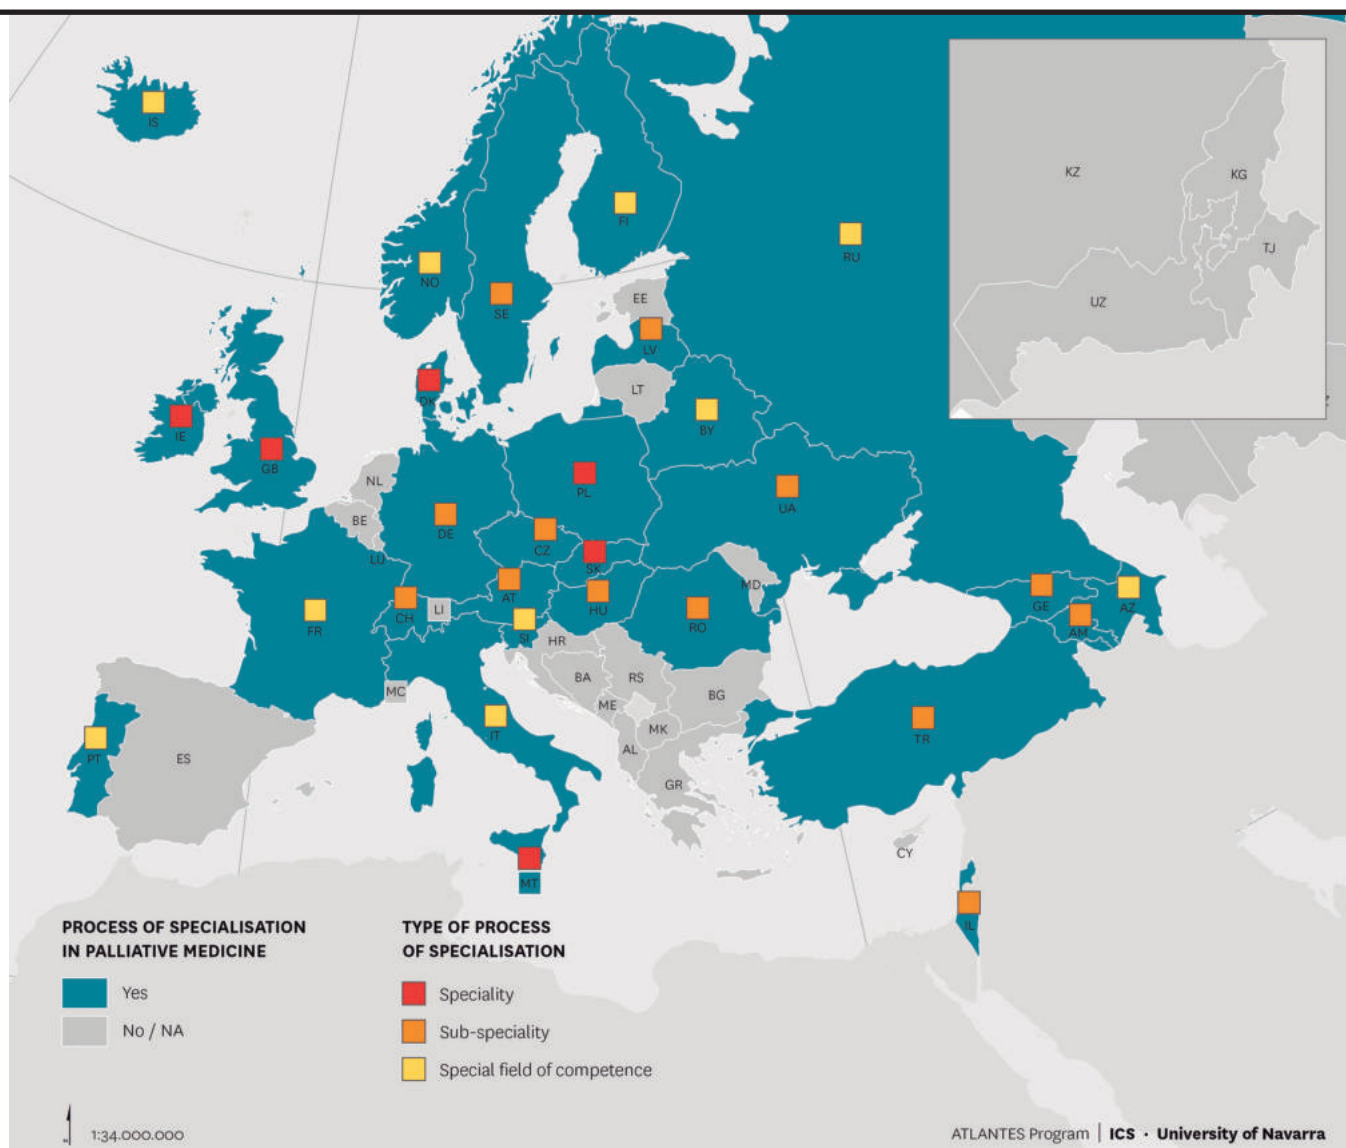 IS
KZ
KG
TJ
UZ
FI
RU
NO
SE
EE
LV
LT
DK
BY
IE
GB
NL
PL
BE
UA
DE
CZ
LU
SK
MD
AT
HU
GE
AZ
CH
LI
RO
AM
FR
SI
HR
BA
RS
MC
BG
ME
MK
IT
TR
PT
ES
AL
GR
CY
MT
IL
PROCESS OF SPECIALISATION
IN PALLIATIVE MEDICINE
Yes
No / NA
TYPE OF PROCESS
OF SPECIALISATION
Speciality
Sub-speciality
Special field of competence
1:34.000.000
ATLANTES Program | ICS · University of Navarra